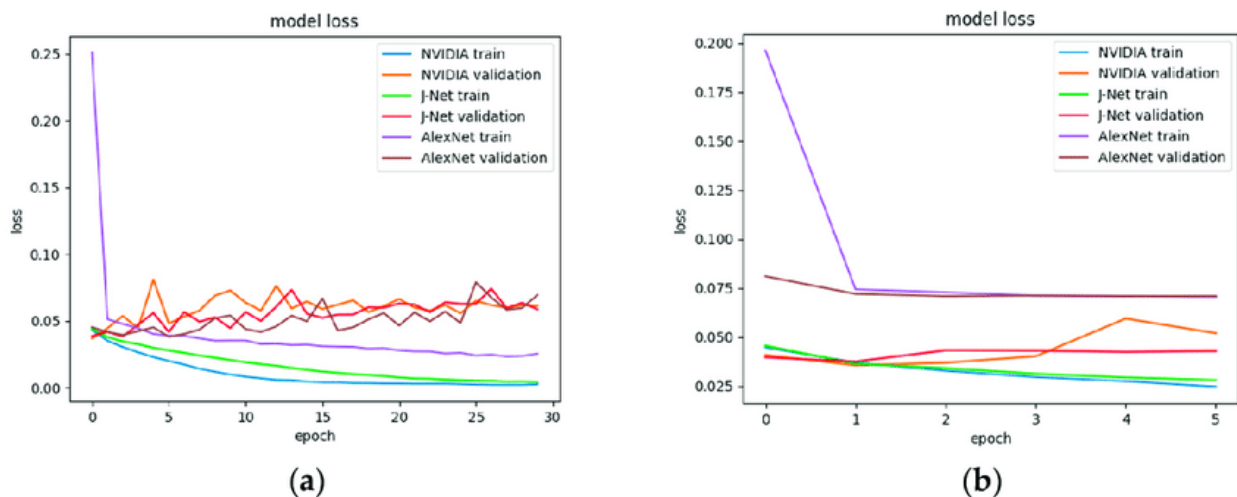 model loss
0.25
0.20
0.15
0.10
0.05
0.00
loss
NVIDIA train
NVIDIA validation
J-Net train
J-Net validation
AlexNet train
AlexNet validation
0 5 10 15 20 25 30
epoch
(a)
model loss
0.200
0.175
0.150
0.125
0.100
0.075
0.050
0.025
loss
NVIDIA train
NVIDIA validation
J-Net train
J-Net validation
AlexNet train
AlexNet validation
0 1 2 3 4 5
epoch
(b)